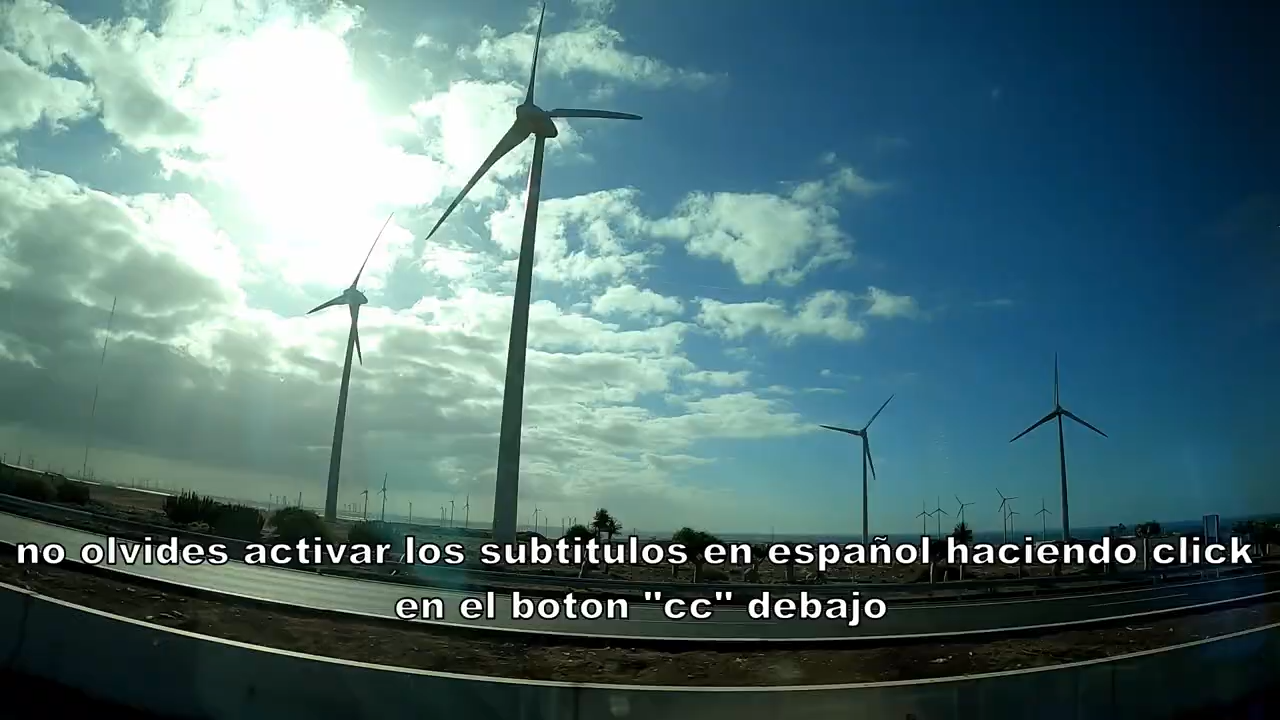 no olvides activar los subtitulos en español haciendo click
en el boton "cc" debajo